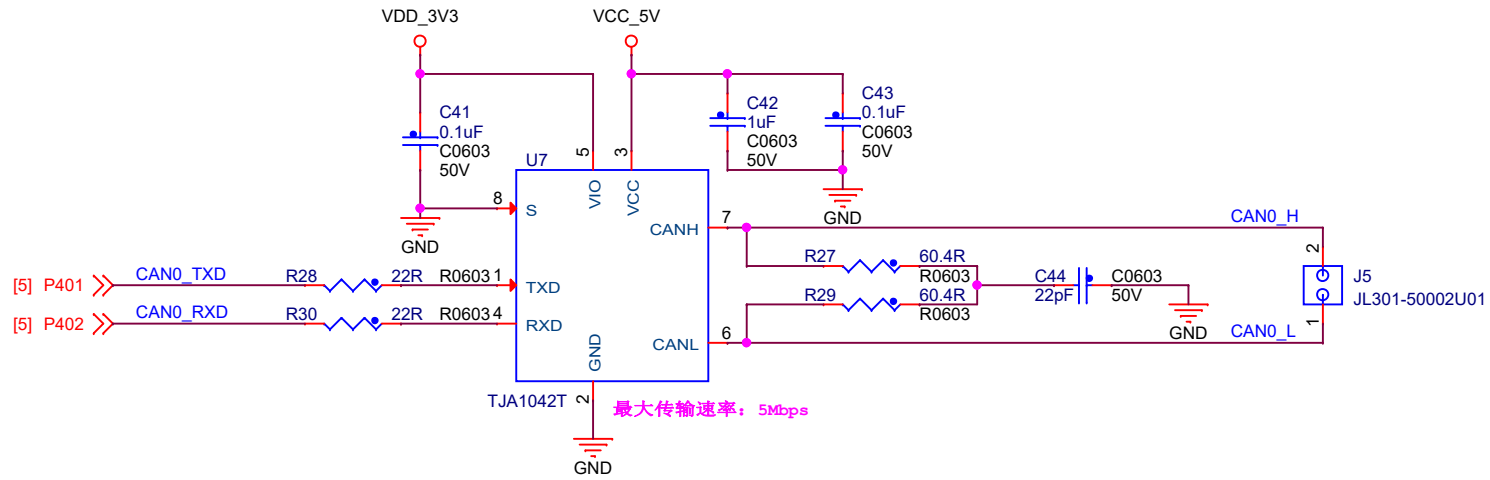 VDD_3V3
VCC_5V
C41
0.1uF
C0603
50V
C42
1uF
C0603
50V
C43
0.1uF
C0603
50V
GND
GND
U7
5
3
VIO
VCC
8
S
CANH
7
CAN0_H
[5] P401
CAN0_TXD
R28
22R
R0603
1
TXD
[5] P402
CAN0_RXD
R30
22R
R0603
4
RXD
GND
CANL
6
R27
60.4R
R0603
R29
60.4R
R0603
C44
22pF
C0603
50V
GND
CAN0_L
2
1
J5
JL301-50002U01
TJA1042T
2
最大传输速率：5Mbps
GND